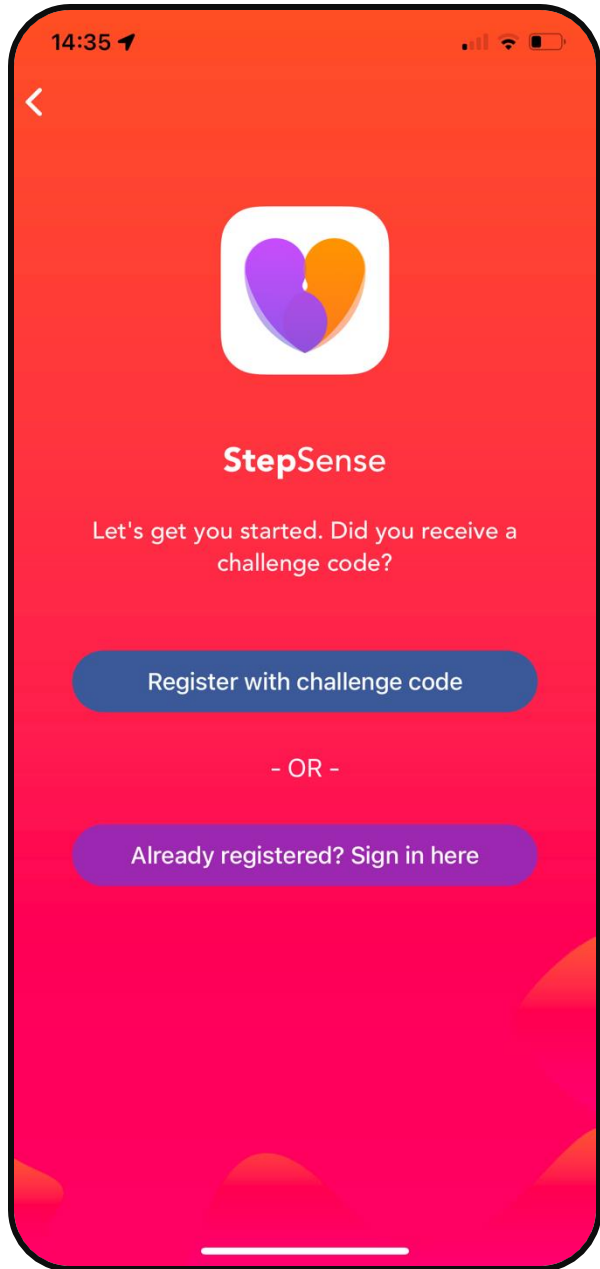 14:35
StepSense
Let's get you started. Did you receive a
challenge code?
Register with challenge code
- OR -
Already registered? Sign in here